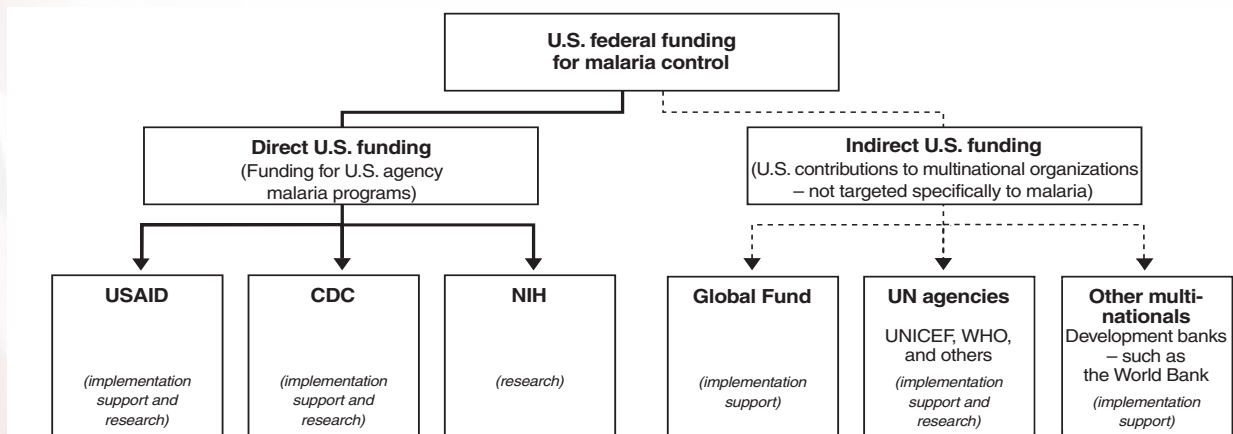 U.S. federal funding
for malaria control
Direct U.S. funding
(Funding for U.S. agency
malaria programs)
Indirect U.S. funding
(U.S. contributions to multinational organizations
– not targeted specifically to malaria)
USAID
(implementation
support and
research)
CDC
(implementation
support and
research)
NIH
(research)
Global Fund
(implementation
support)
UN agencies
UNICEF, WHO,
and others
(implementation
support and
research)
Other multi-
nationals
Development banks
– such as
the World Bank
(implementation
support)